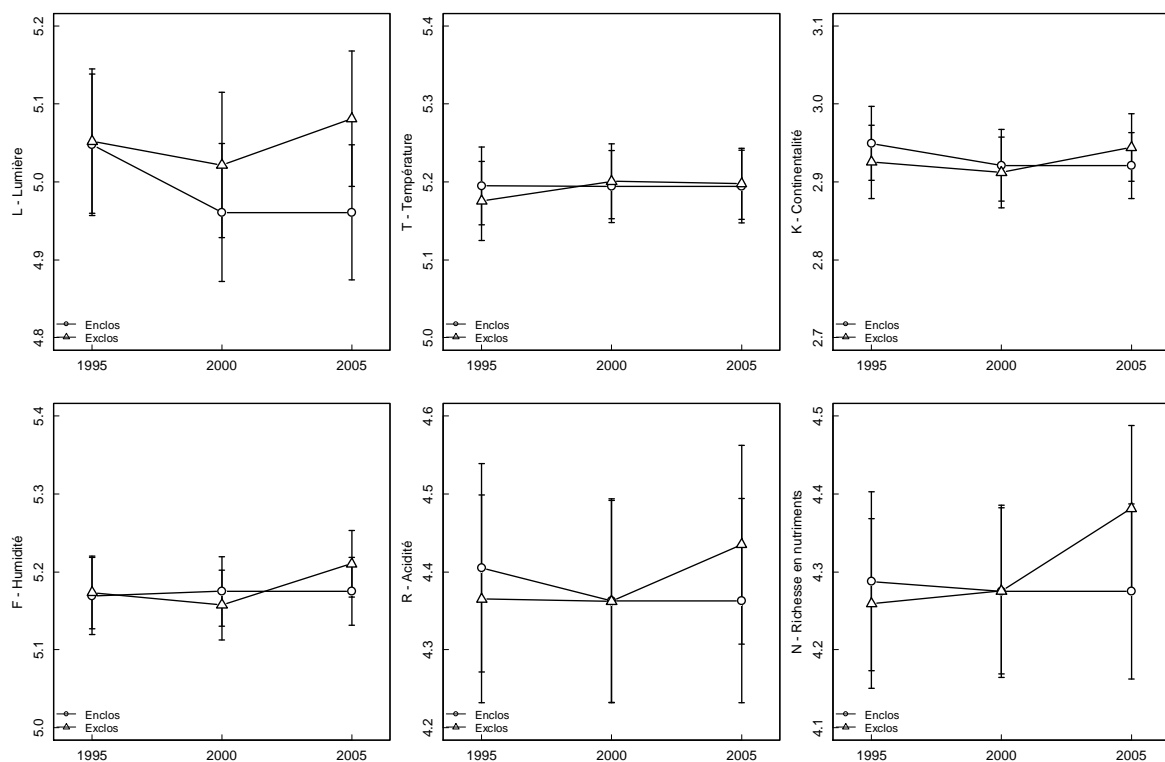 L - Lumière
5.2
5.1
5.0
4.9
4.8
Enclos
Exclos
1995
2000
2005
T - Température
5.4
5.3
5.2
5.1
5.0
Enclos
Exclos
1995
2000
2005
K - Continentalité
3.1
3.0
2.9
2.8
2.7
Enclos
Exclos
1995
2000
2005
F - Humidité
5.4
5.3
5.2
5.1
5.0
Enclos
Exclos
1995
2000
2005
R - Acidité
4.6
4.5
4.4
4.3
4.2
Enclos
Exclos
1995
2000
2005
N - Richesse en nutriments
4.5
4.4
4.3
4.2
4.1
Enclos
Exclos
1995
2000
2005